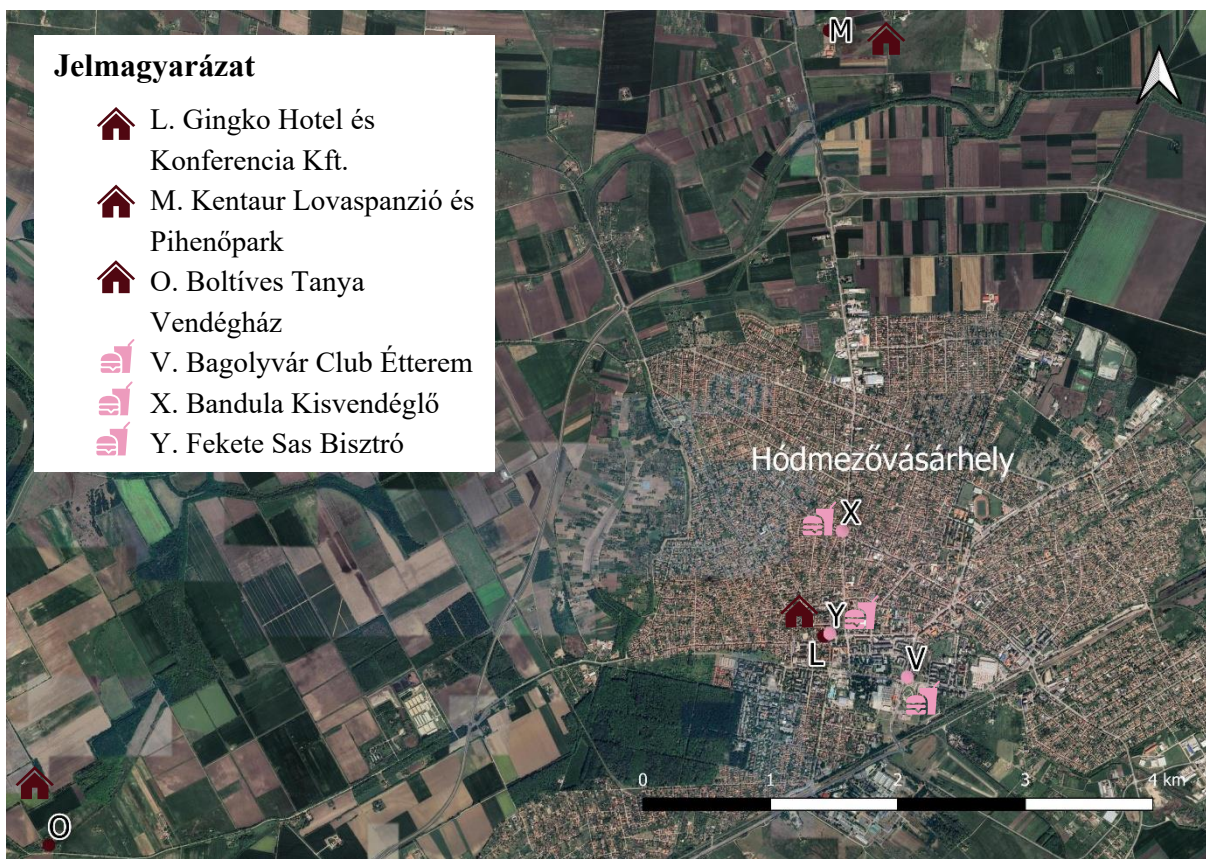 Jelmagyarázat
L. Gingko Hotel és
Konferencia Kft.
M. Kentaur Lovaspanzió és
Pihenőpark
O. Boltíves Tanya
Vendégház
V. Bagolyvár Club Étterem
X. Bandula Kisvendéglő
Y. Fekete Sas Bisztró
M
Hódmezővásárhely
X
Y
L
V
O
0 1 2 3 4 km